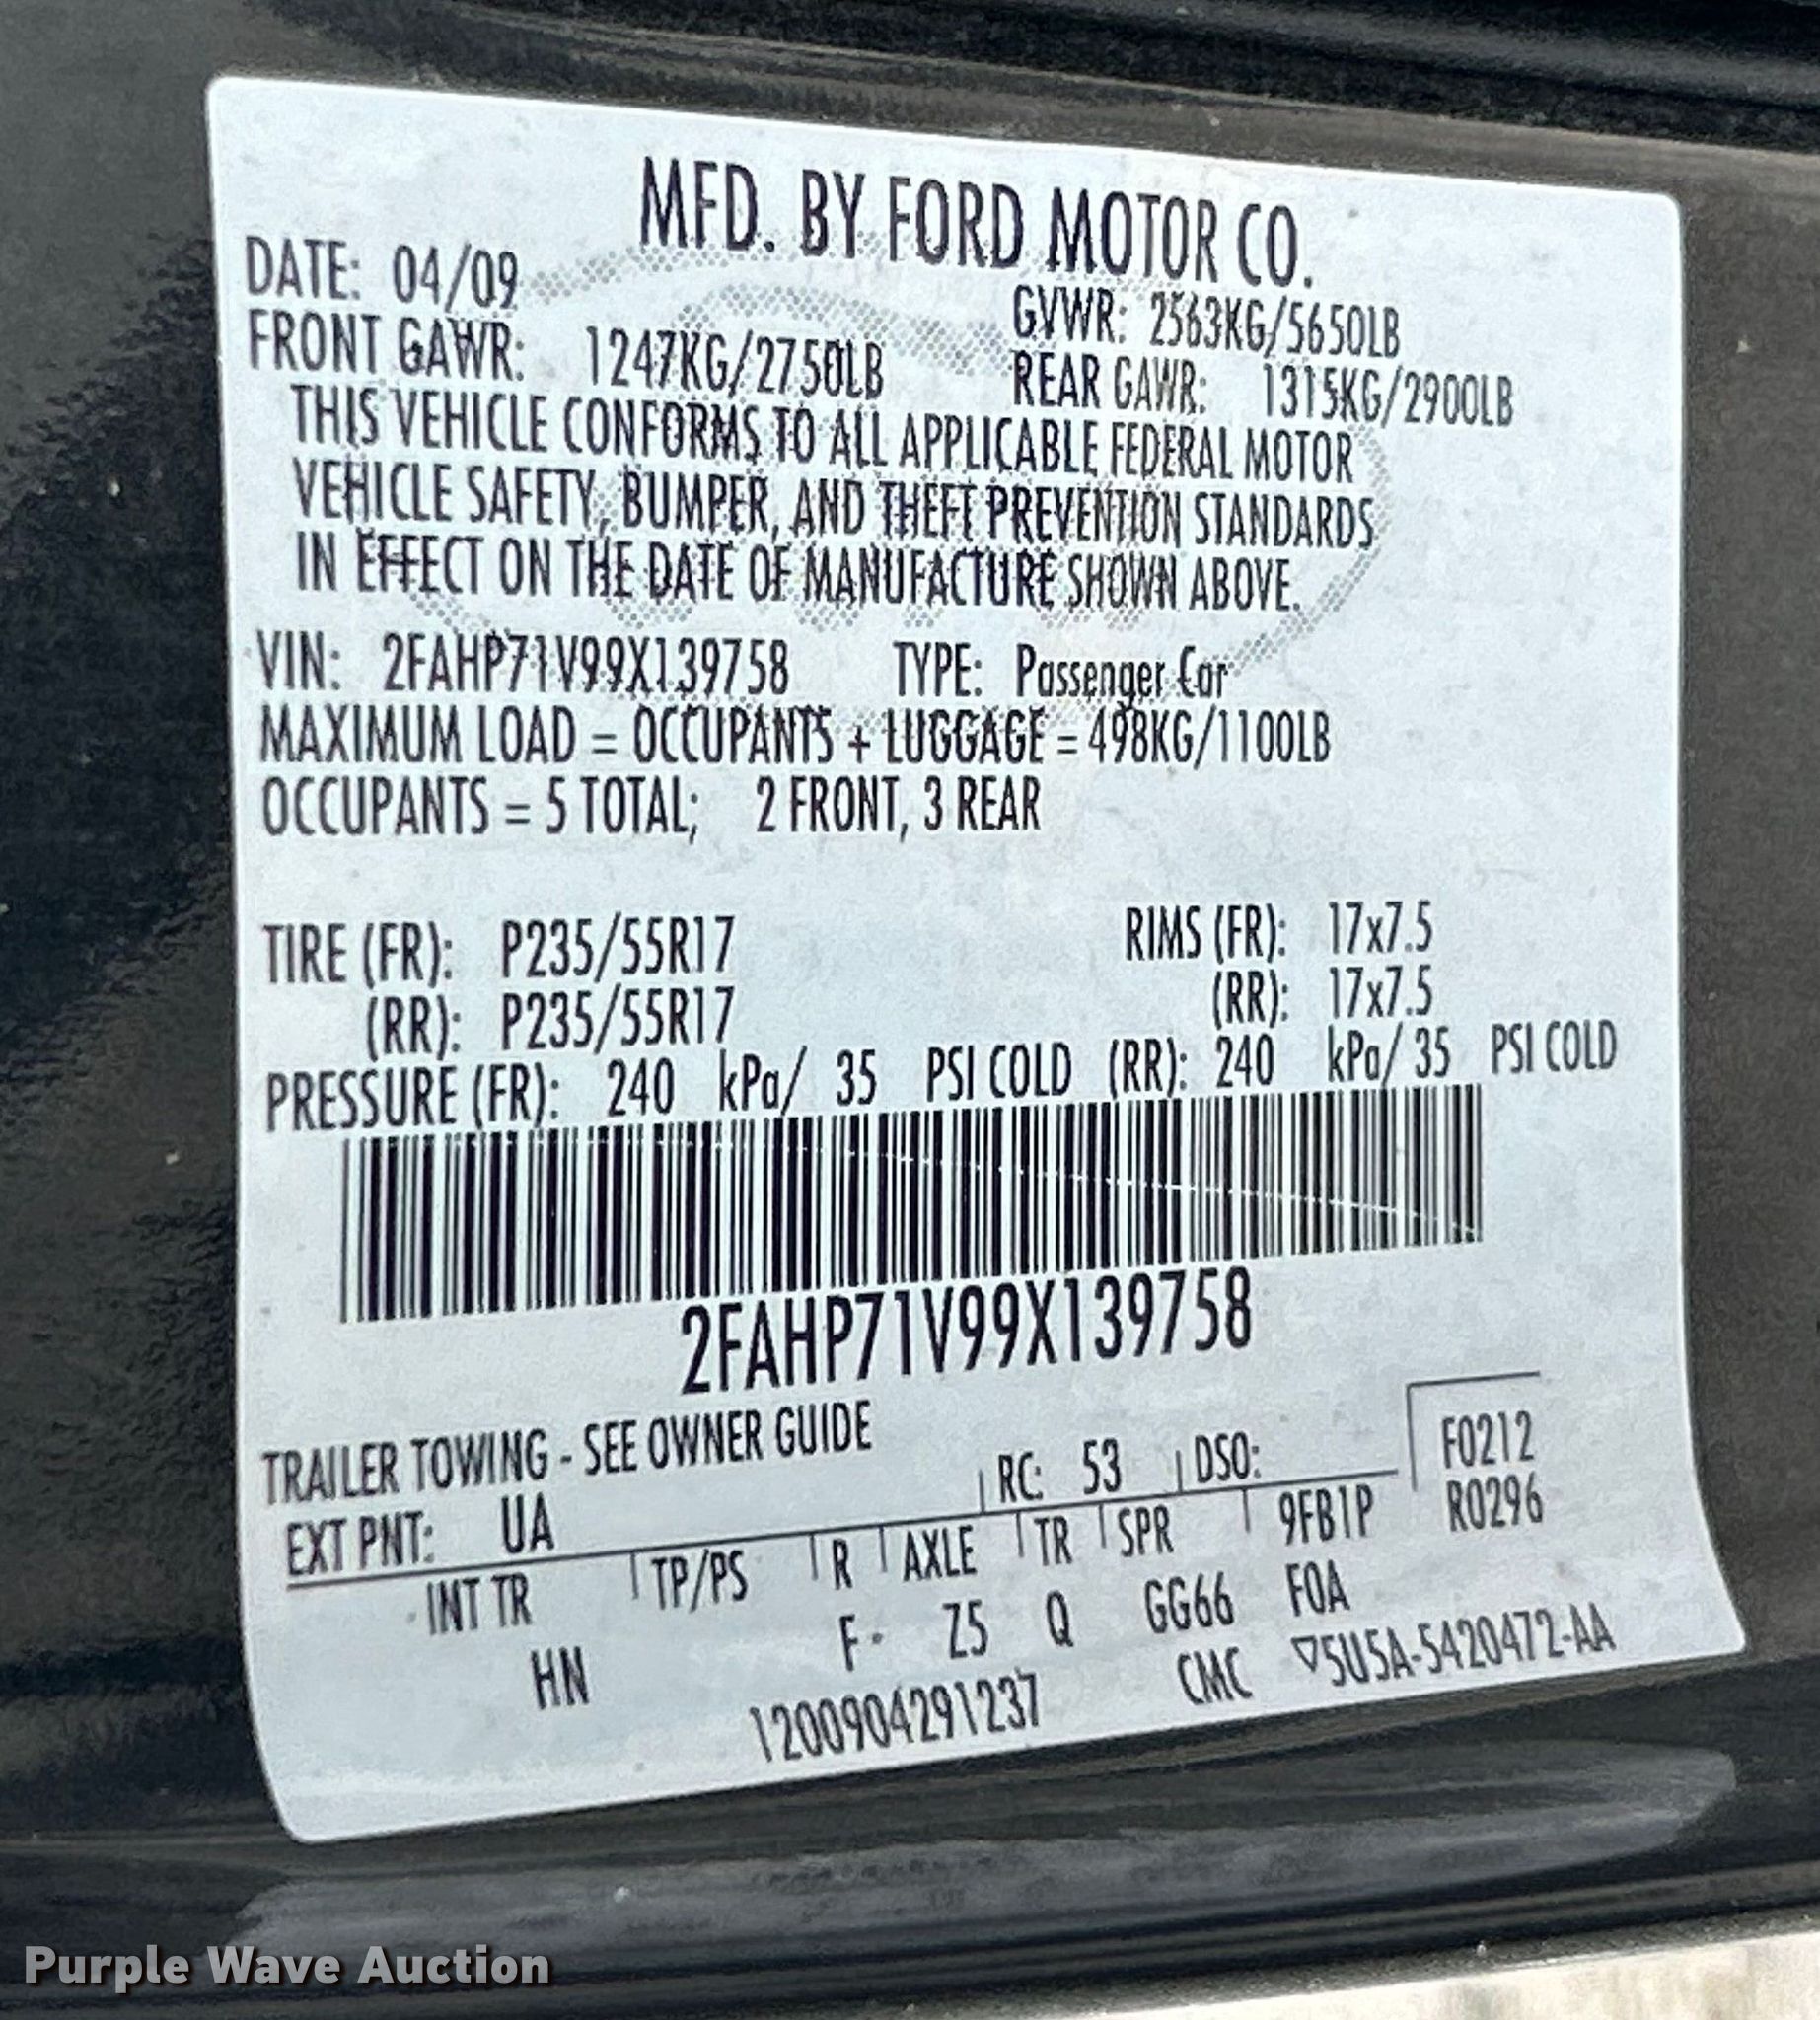 MFD. BY FORD MOTOR CO.
DATE: 04/09
GVWR: 2563KG/5650LB
FRONT GAWR: 1247KG/2750LB
REAR GAWR: 1315KG/2900LB
THIS VEHICLE CONFORMS TO ALL APPLICABLE FEDERAL MOTOR
VEHICLE SAFETY, BUMPER, AND THEFT PREVENTION STANDARDS
IN EFFECT ON THE DATE OF MANUFACTURE SHOWN ABOVE.
VIN: 2FAHP71V99X139758 TYPE: Passenger Car
MAXIMUM LOAD = OCCUPANTS + LUGGAGE = 498KG/1100LB
OCCUPANTS = 5 TOTAL; 2 FRONT, 3 REAR
TIRE (FR): P235/55R17 RIMS (FR): 17x7.5
(RR): P235/55R17 (RR): 17x7.5
PRESSURE (FR): 240 kPa/ 35 PSI COLD (RR): 240 kPa/ 35 PSI COLD
2FAHP71V99X139758
TRAILER TOWING - SEE OWNER GUIDE
EXT PNT: UA RC: 53 DSO: F0212
INT TR TP/PS R AXLE TR SPR 9FB1P R0296
HN F- Z5 Q GG66 FOA
1200904291237 CMC ▽5U5A-5420472-AA
Purple Wave Auction